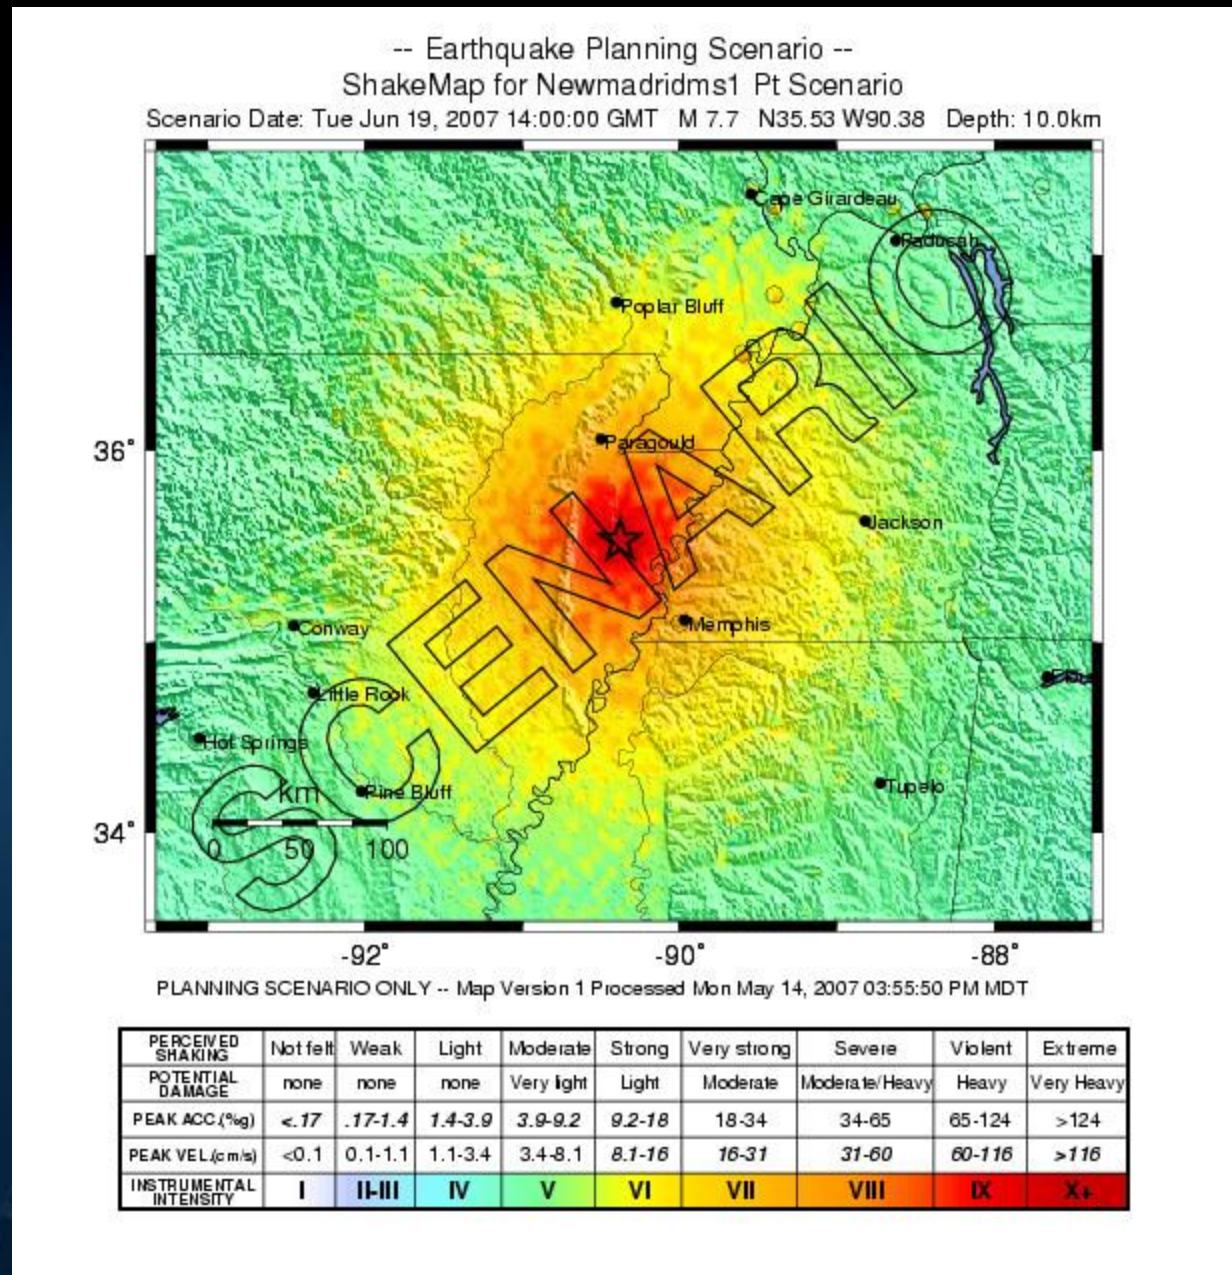 -- Earthquake Planning Scenario --
ShakeMap for Newmadridms1 Pt Scenario
Scenario Date: Tue Jun 19, 2007 14:00:00 GMT M 7.7 N35.53 W90.38 Depth: 10.0km
Cape Girardeau
Paducah
Poplar Bluff
36°
Paragould
Jackson
SCENARIO
Conway
Memphis
Little Rock
Hot Springs
Pine Bluff
Tupelo
km
34°
0 50 100
-92° -90° -88°
PLANNING SCENARIO ONLY -- Map Version 1 Processed Mon May 14, 2007 03:55:50 PM MDT
PERCEIVED SHAKING Not felt Weak Light Moderate Strong Very strong Severe Violent Extreme
POTENTIAL DAMAGE none none none Very light Light Moderate Moderate/Heavy Heavy Very Heavy
PEAK ACC.(%g) <.17 .17-1.4 1.4-3.9 3.9-9.2 9.2-18 18-34 34-65 65-124 >124
PEAK VEL.(cm/s) <0.1 0.1-1.1 1.1-3.4 3.4-8.1 8.1-16 16-31 31-60 60-116 >116
INSTRUMENTAL INTENSITY I II-III IV V VI VII VIII IX X+